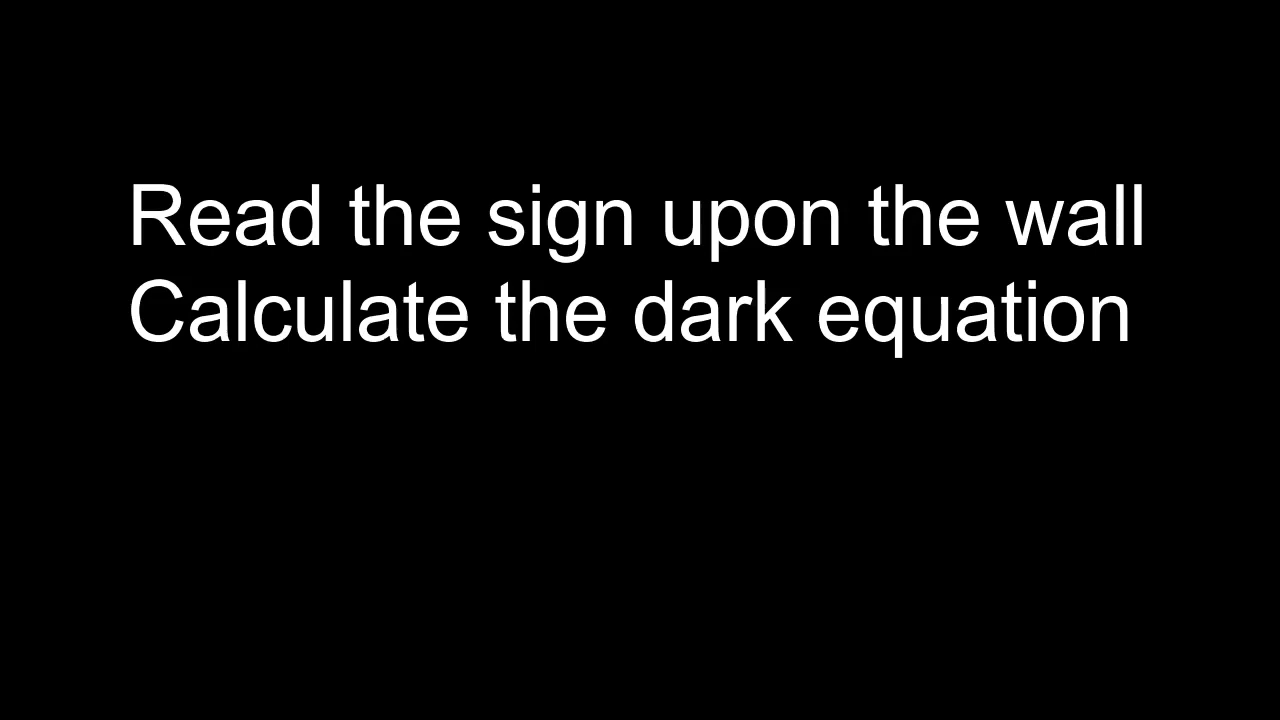 Read the sign upon the wall
Calculate the dark equation